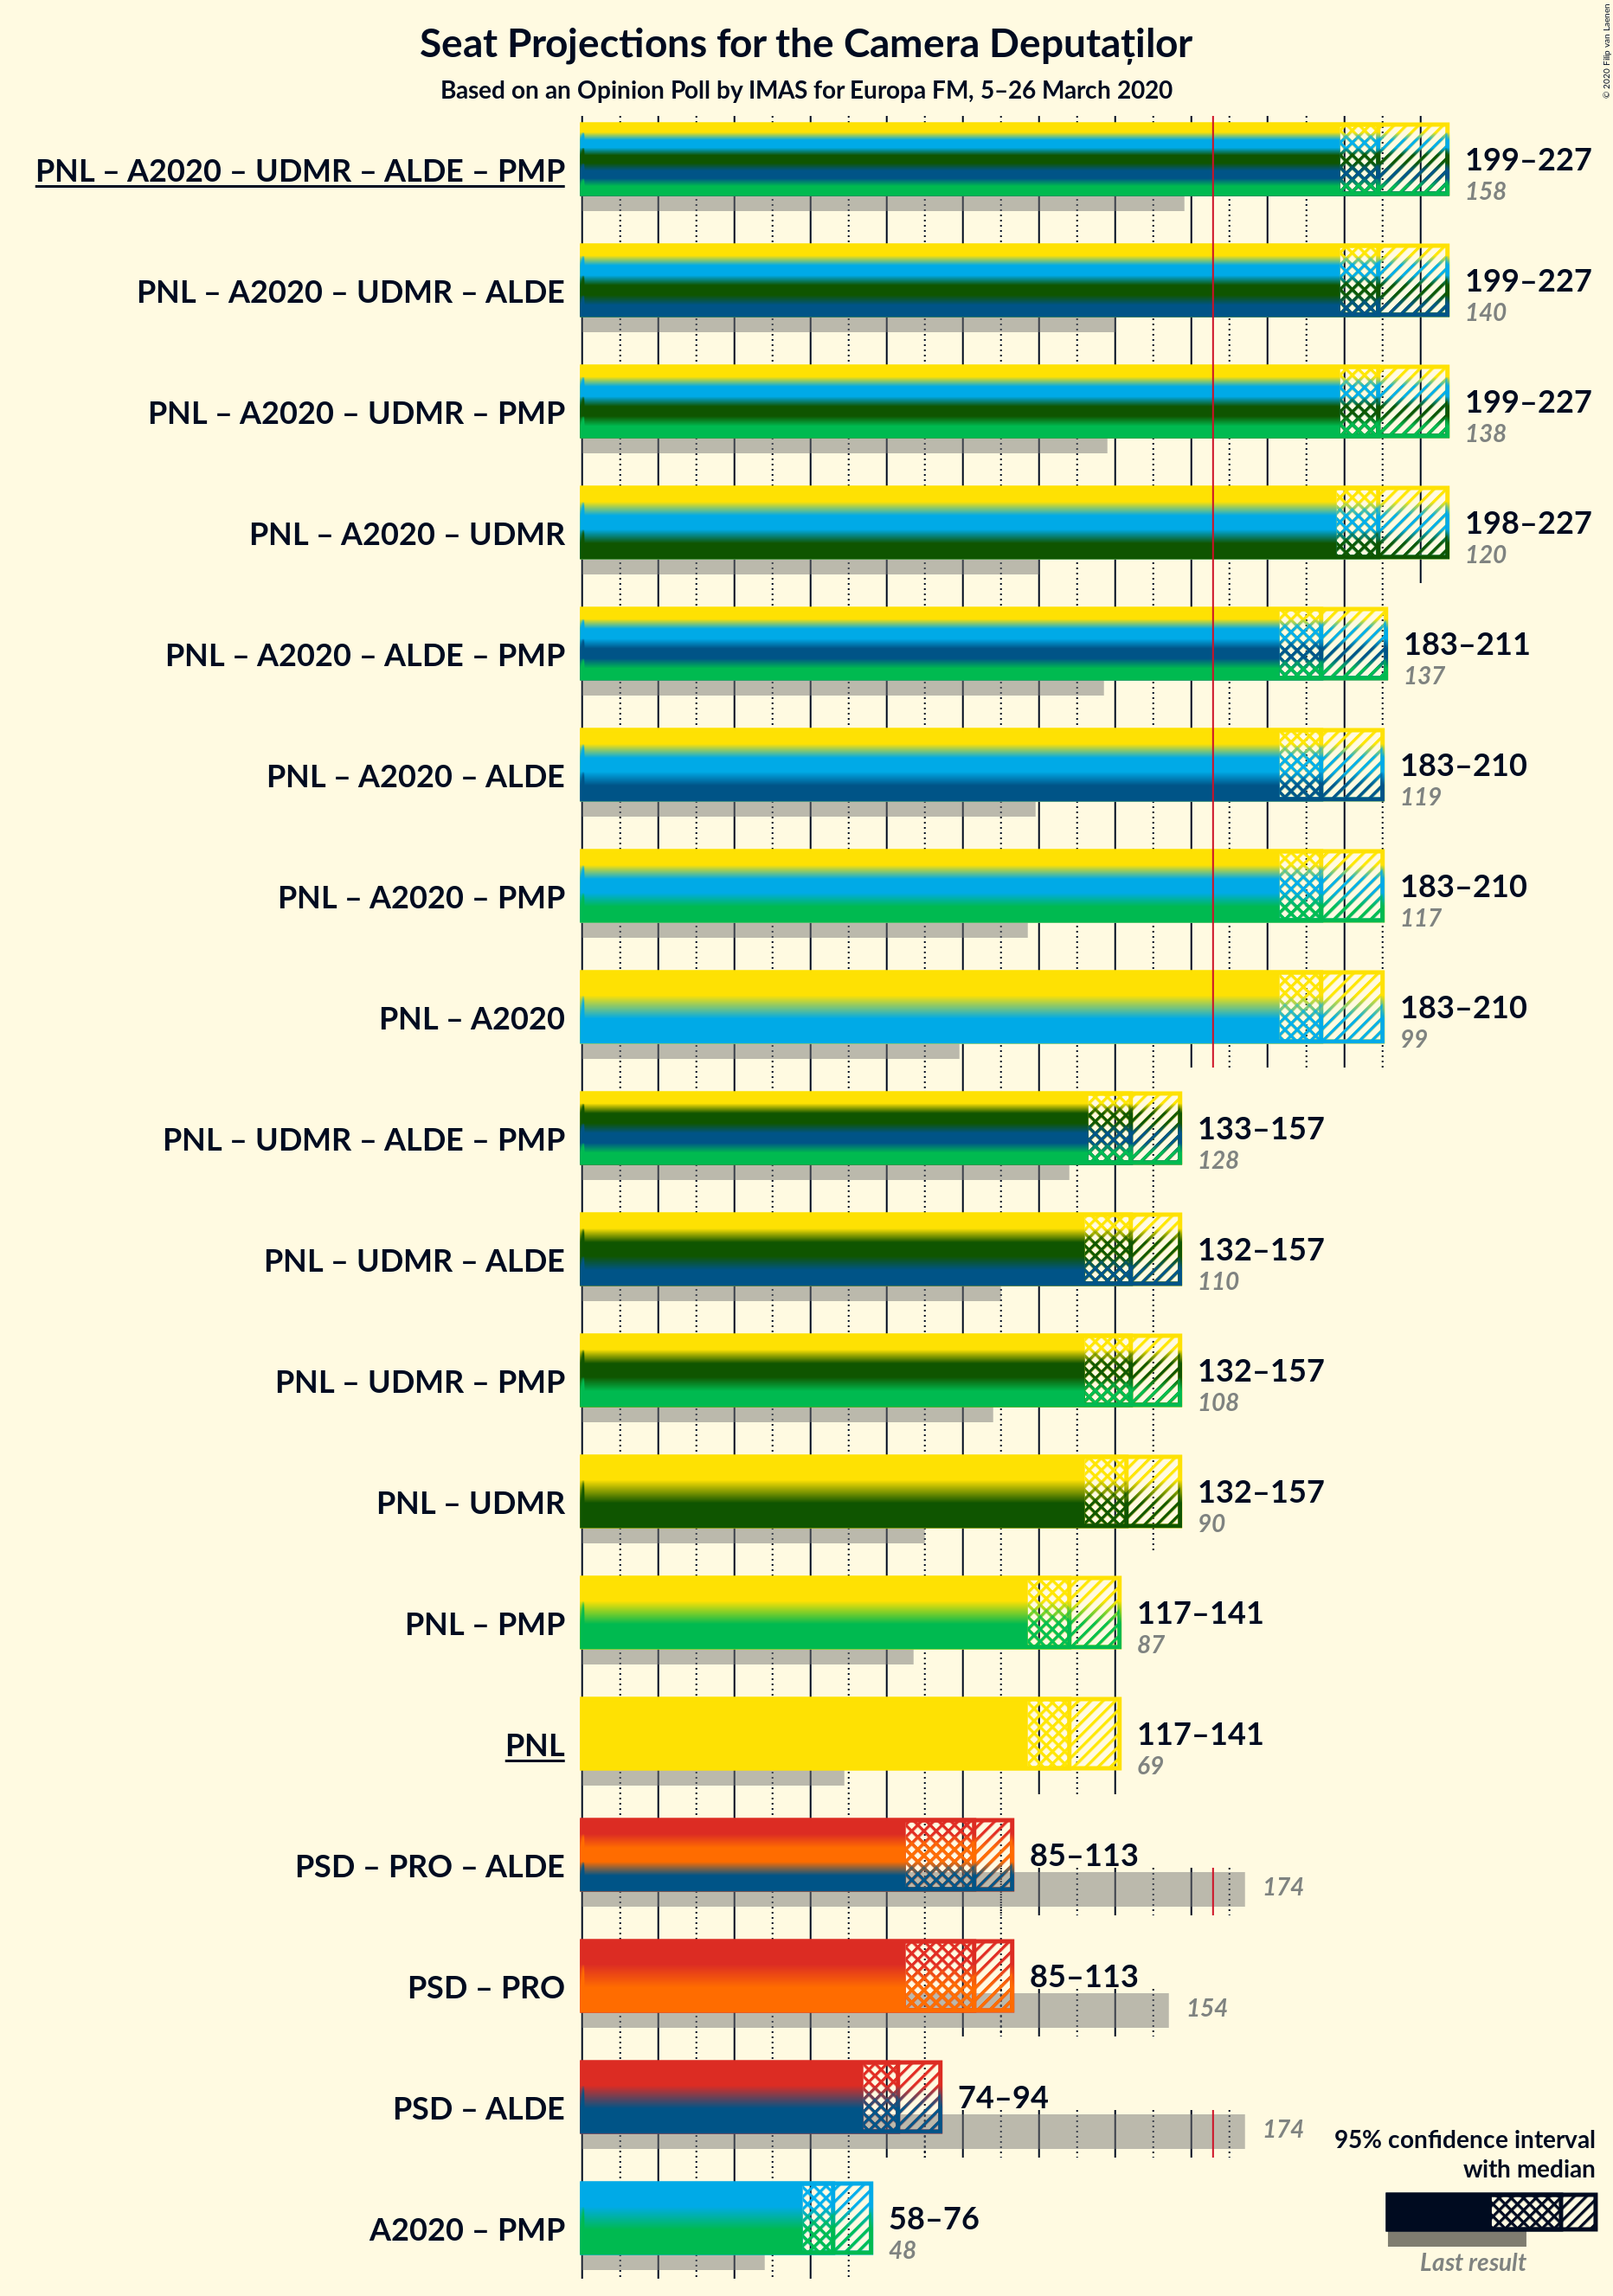 Seat Projections for the Camera Deputaților
Based on an Opinion Poll by IMAS for Europa FM, 5–26 March 2020
© 2020 Filip van Laenen
PNL – A2020 – UDMR – ALDE – PMP
199–227
158
PNL – A2020 – UDMR – ALDE
199–227
140
PNL – A2020 – UDMR – PMP
199–227
138
PNL – A2020 – UDMR
198–227
120
PNL – A2020 – ALDE – PMP
183–211
137
PNL – A2020 – ALDE
183–210
119
PNL – A2020 – PMP
183–210
117
PNL – A2020
183–210
99
PNL – UDMR – ALDE – PMP
133–157
128
PNL – UDMR – ALDE
132–157
110
PNL – UDMR – PMP
132–157
108
PNL – UDMR
132–157
90
PNL – PMP
117–141
87
PNL
117–141
69
PSD – PRO – ALDE
85–113
174
PSD – PRO
85–113
154
PSD – ALDE
74–94
174
A2020 – PMP
58–76
48
95% confidence interval
with median
Last result